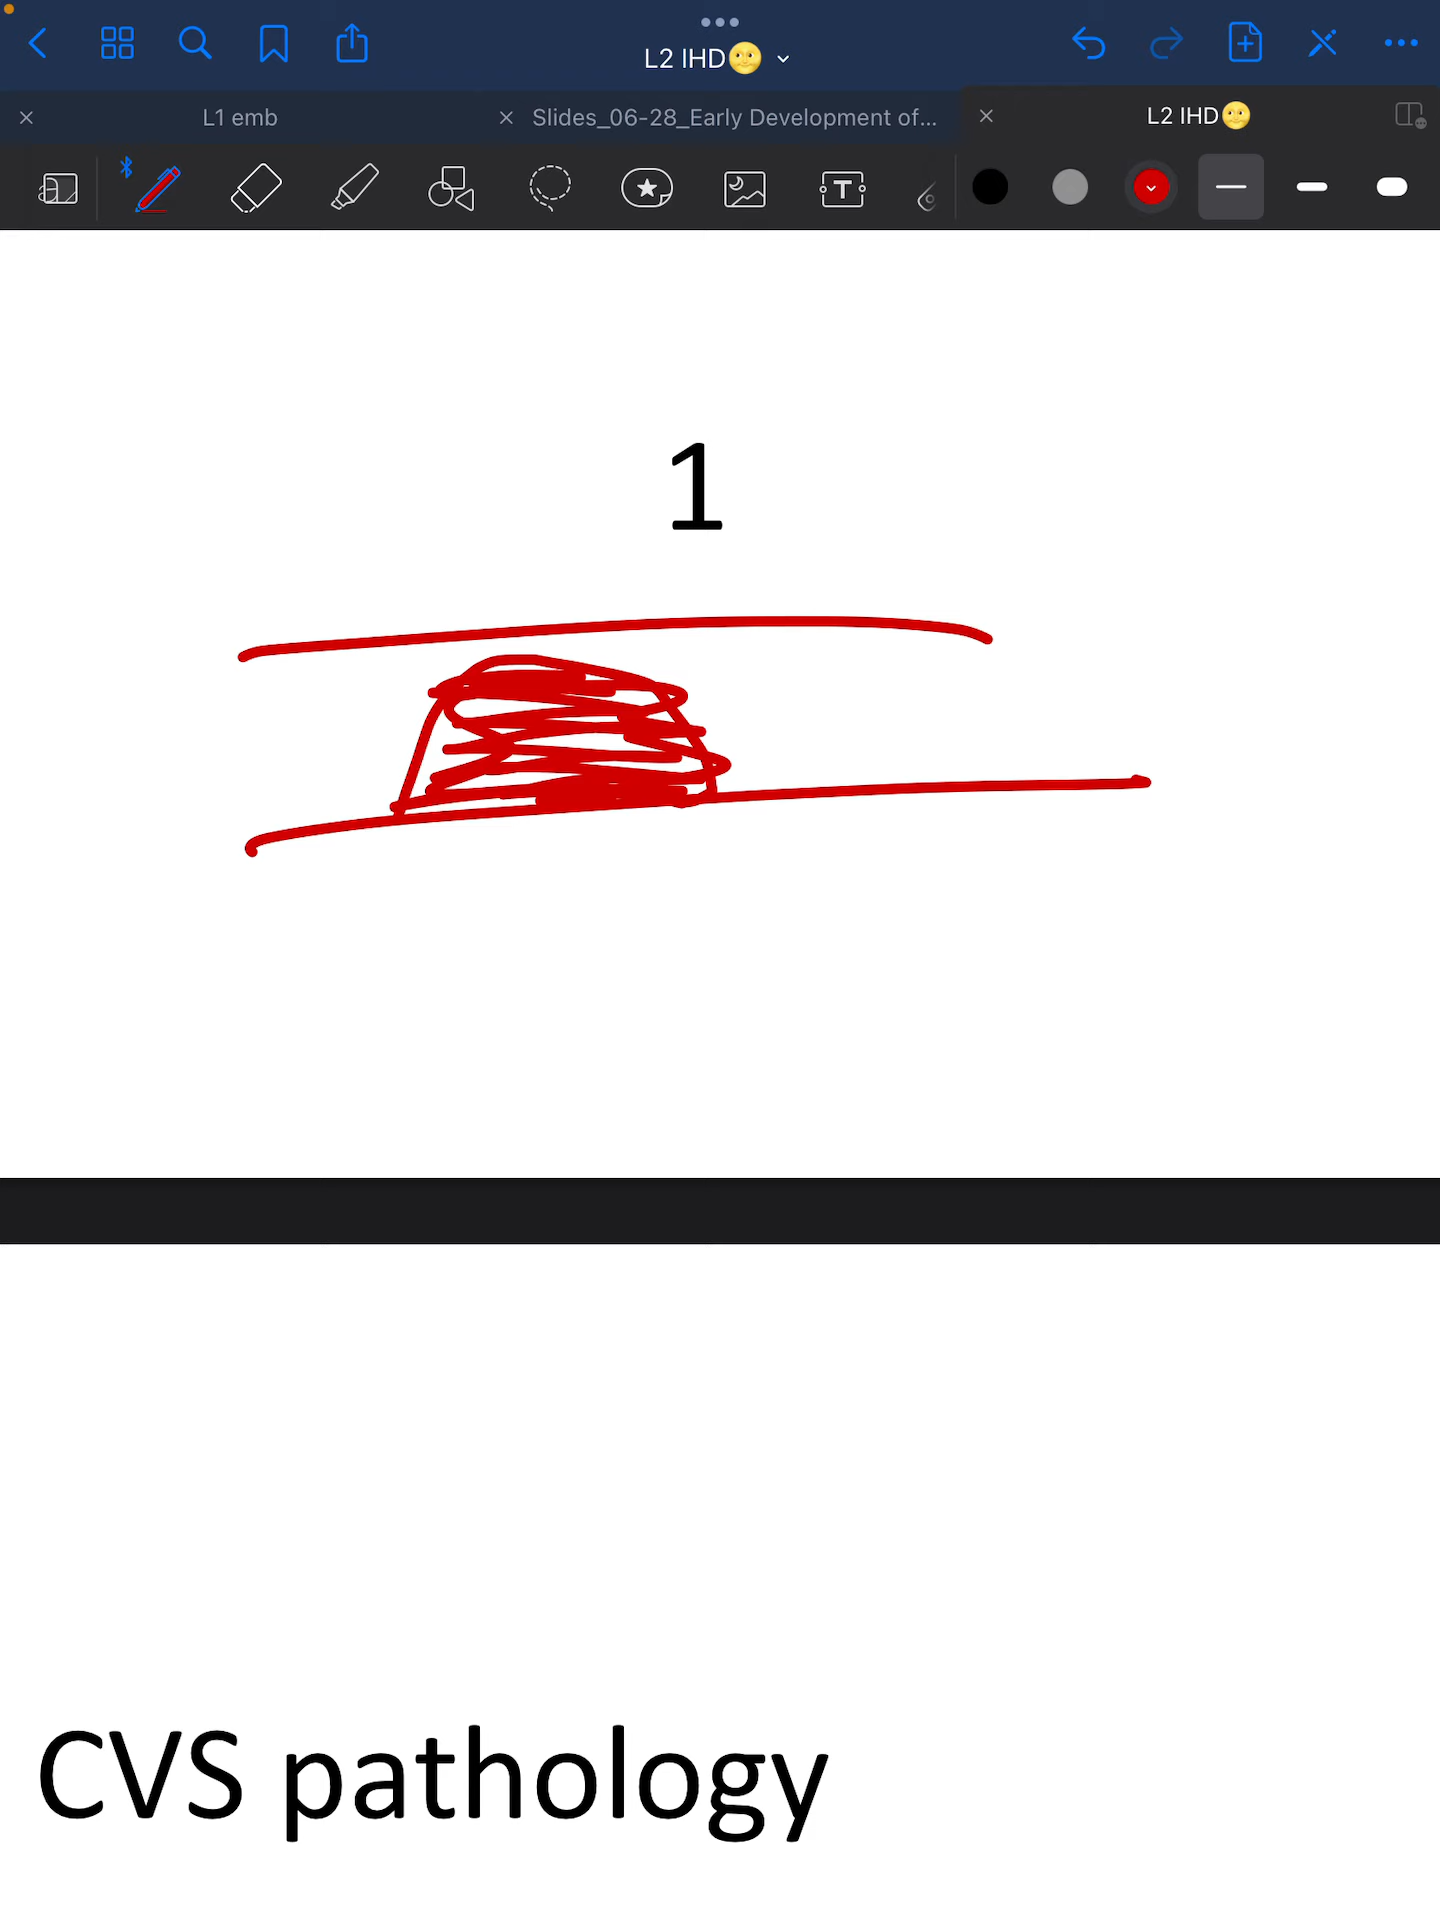 L2 IHD🌝
L1 emb
Slides_06-28_Early Development of...
L2 IHD🌝
1
CVS pathology